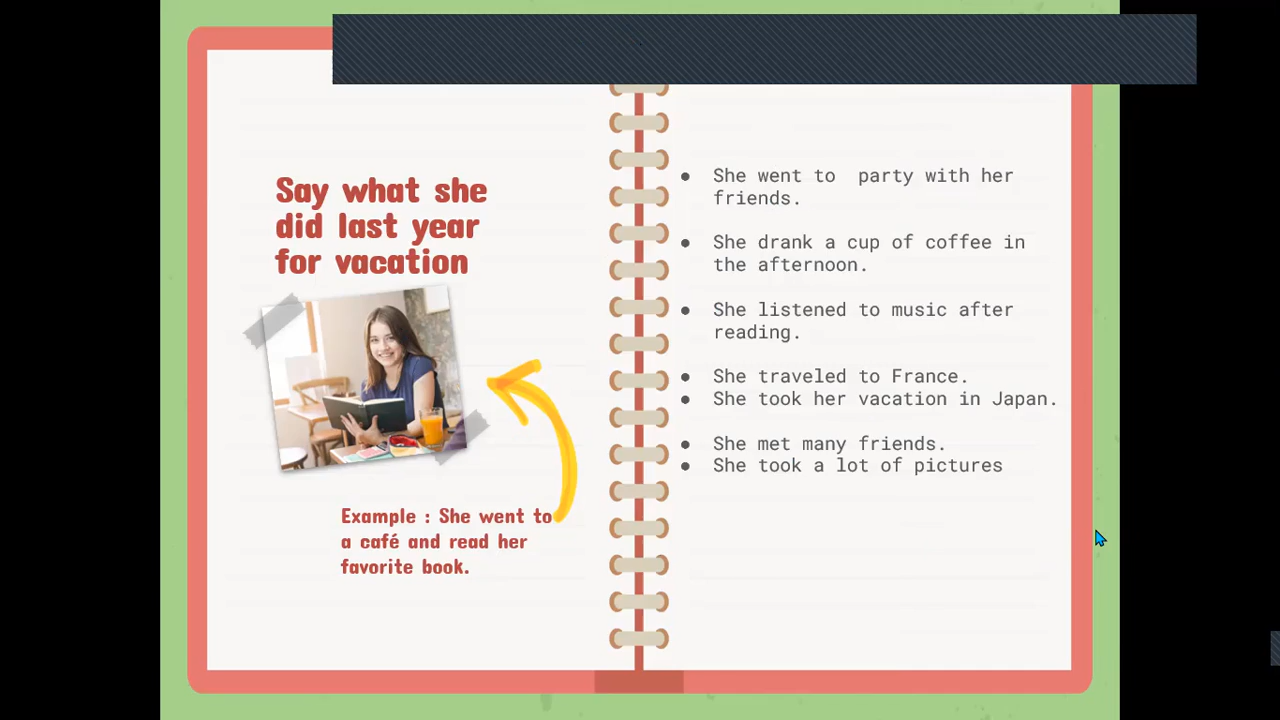 Say what she
did last year
for vacation
Example : She went to
a café and read her
favorite book.
● She went to  party with her
friends.
● She drank a cup of coffee in
the afternoon.
● She listened to music after
reading.
● She traveled to France.
● She took her vacation in Japan.
● She met many friends.
● She took a lot of pictures